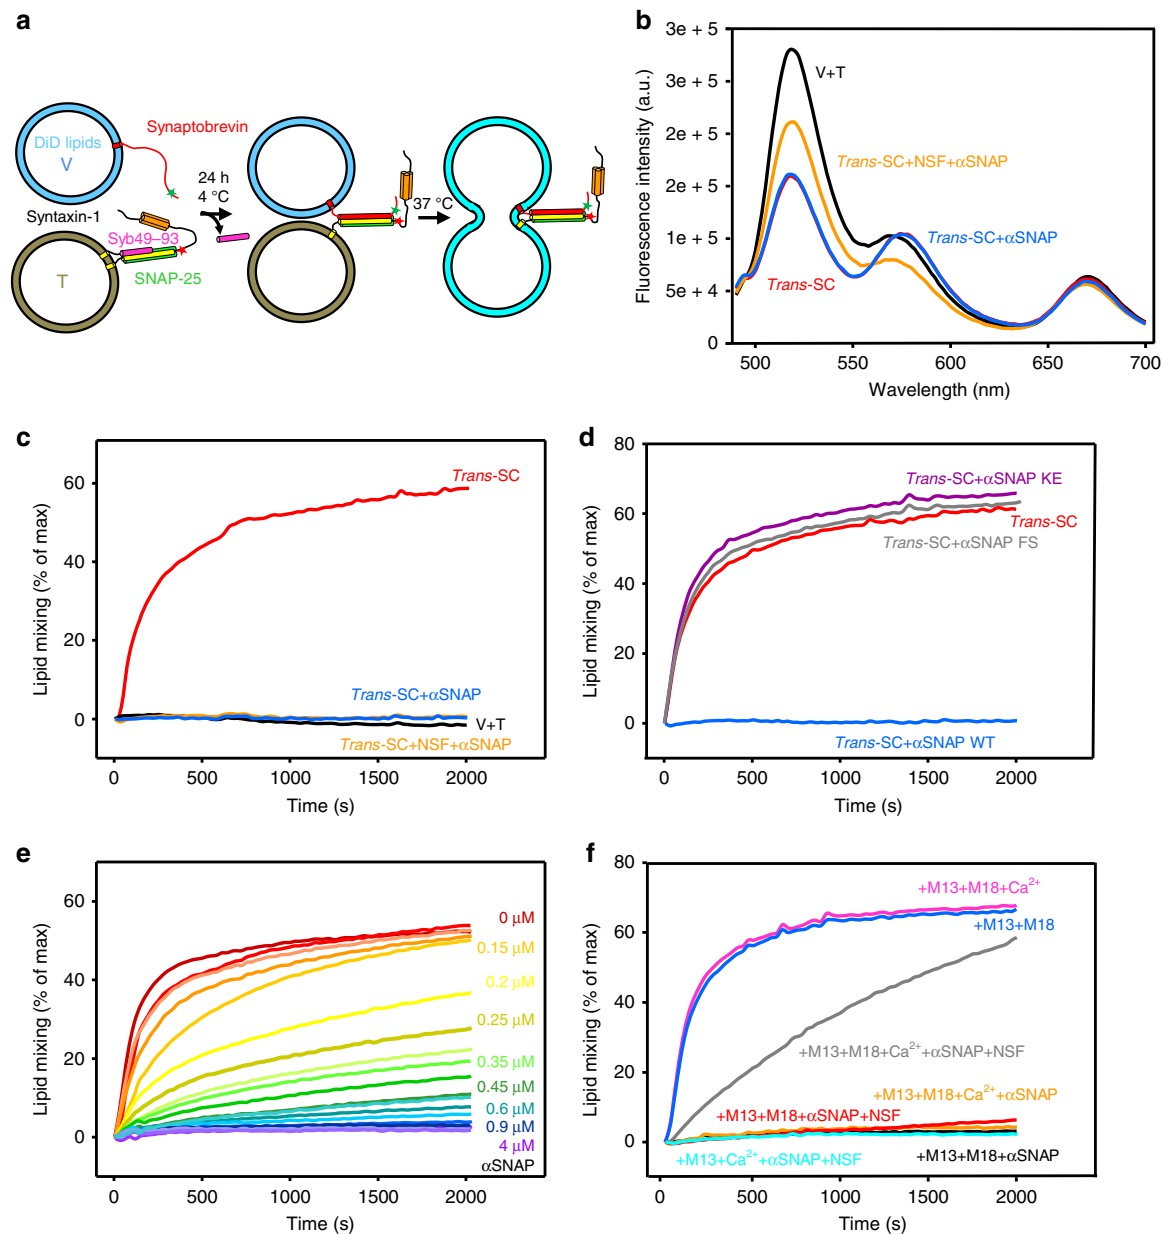 a
DiD lipids
V
Synaptobrevin
24 h
4 °C
37 °C
Syntaxin-1
Syb49–93
SNAP-25
T
b
3e + 5
3e + 5
2e + 5
2e + 5
1e + 5
5e + 4
0
Fluorescence intensity (a.u.)
V+T
Trans-SC+NSF+αSNAP
Trans-SC+αSNAP
Trans-SC
500 550 600 650 700
Wavelength (nm)
c
60
40
20
0
Lipid mixing (% of max)
Trans-SC
Trans-SC+αSNAP
V+T
Trans-SC+NSF+αSNAP
0 500 1000 1500 2000
Time (s)
d
80
60
40
20
0
Lipid mixing (% of max)
Trans-SC+αSNAP KE
Trans-SC
Trans-SC+αSNAP FS
Trans-SC+αSNAP WT
0 500 1000 1500 2000
Time (s)
e
60
40
20
0
Lipid mixing (% of max)
0 μM
0.15 μM
0.2 μM
0.25 μM
0.35 μM
0.45 μM
0.6 μM
0.9 μM
4 μM
αSNAP
0 500 1000 1500 2000
Time (s)
f
80
60
40
20
0
Lipid mixing (% of max)
+M13+M18+Ca²⁺
+M13+M18
+M13+M18+Ca²⁺+αSNAP+NSF
+M13+M18+Ca²⁺+αSNAP
+M13+M18+αSNAP+NSF
+M13+Ca²⁺+αSNAP+NSF
+M13+M18+αSNAP
0 500 1000 1500 2000
Time (s)